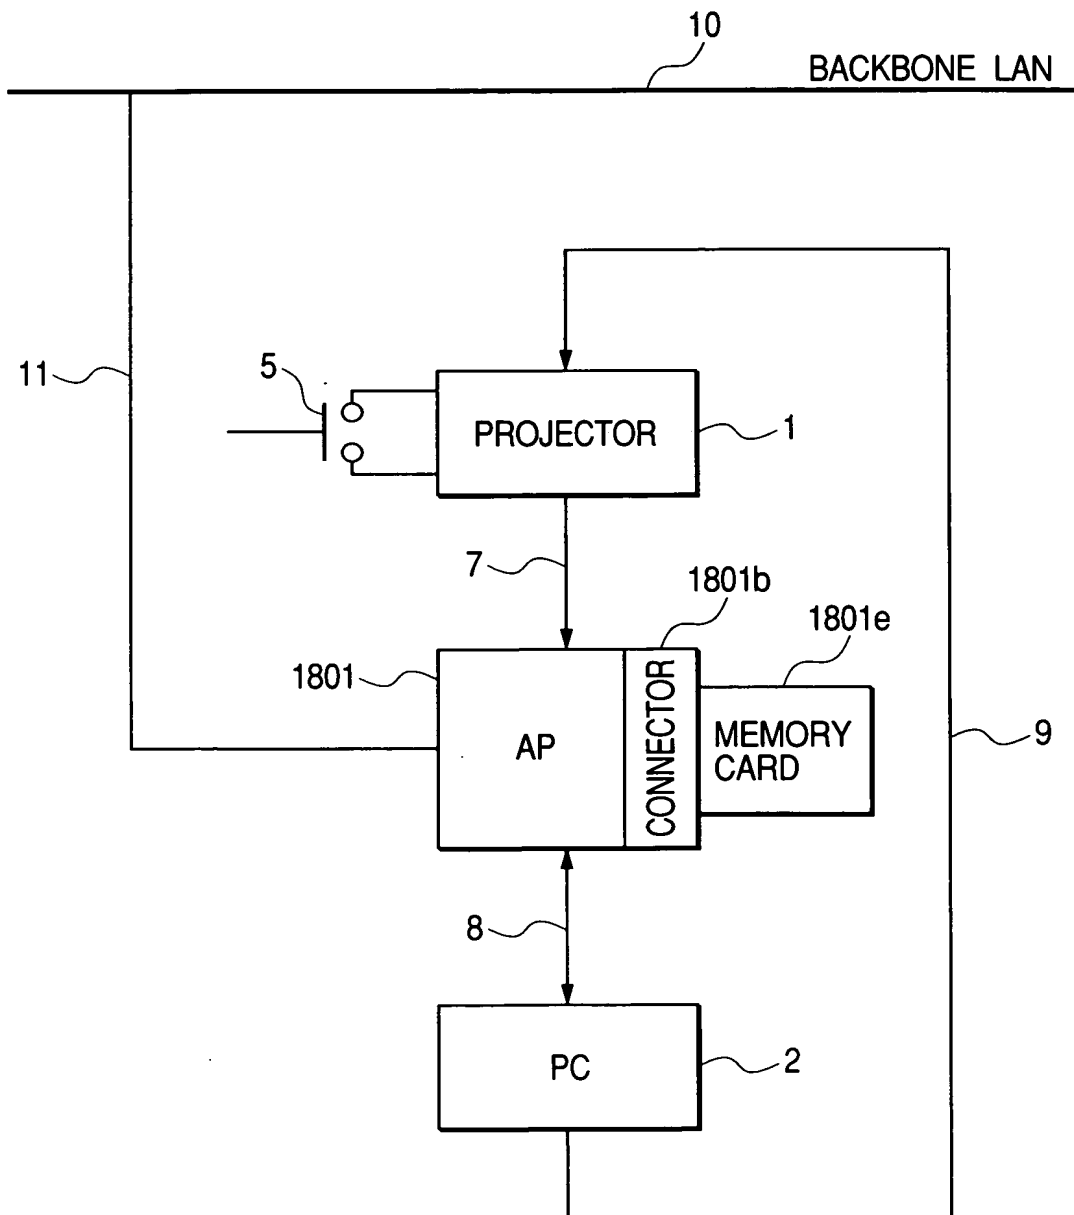 10
BACKBONE LAN
11
5
PROJECTOR
1
7
1801b
1801e
1801
AP
CONNECTOR
MEMORY
CARD
9
8
PC
2